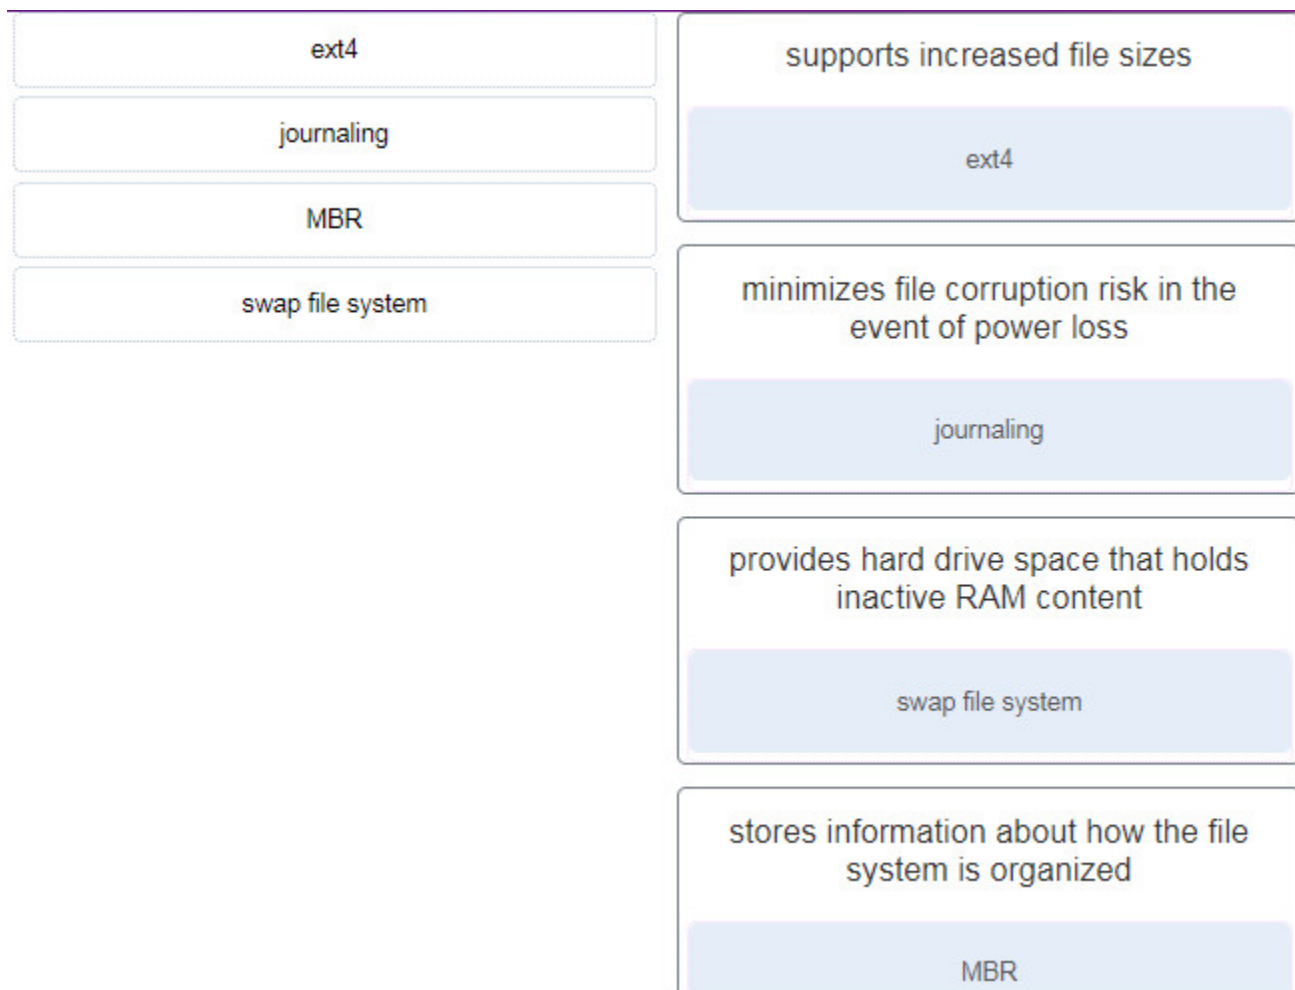 ext4
journaling
MBR
swap file system
supports increased file sizes
ext4
minimizes file corruption risk in the
event of power loss
journaling
provides hard drive space that holds
inactive RAM content
swap file system
stores information about how the file
system is organized
MBR